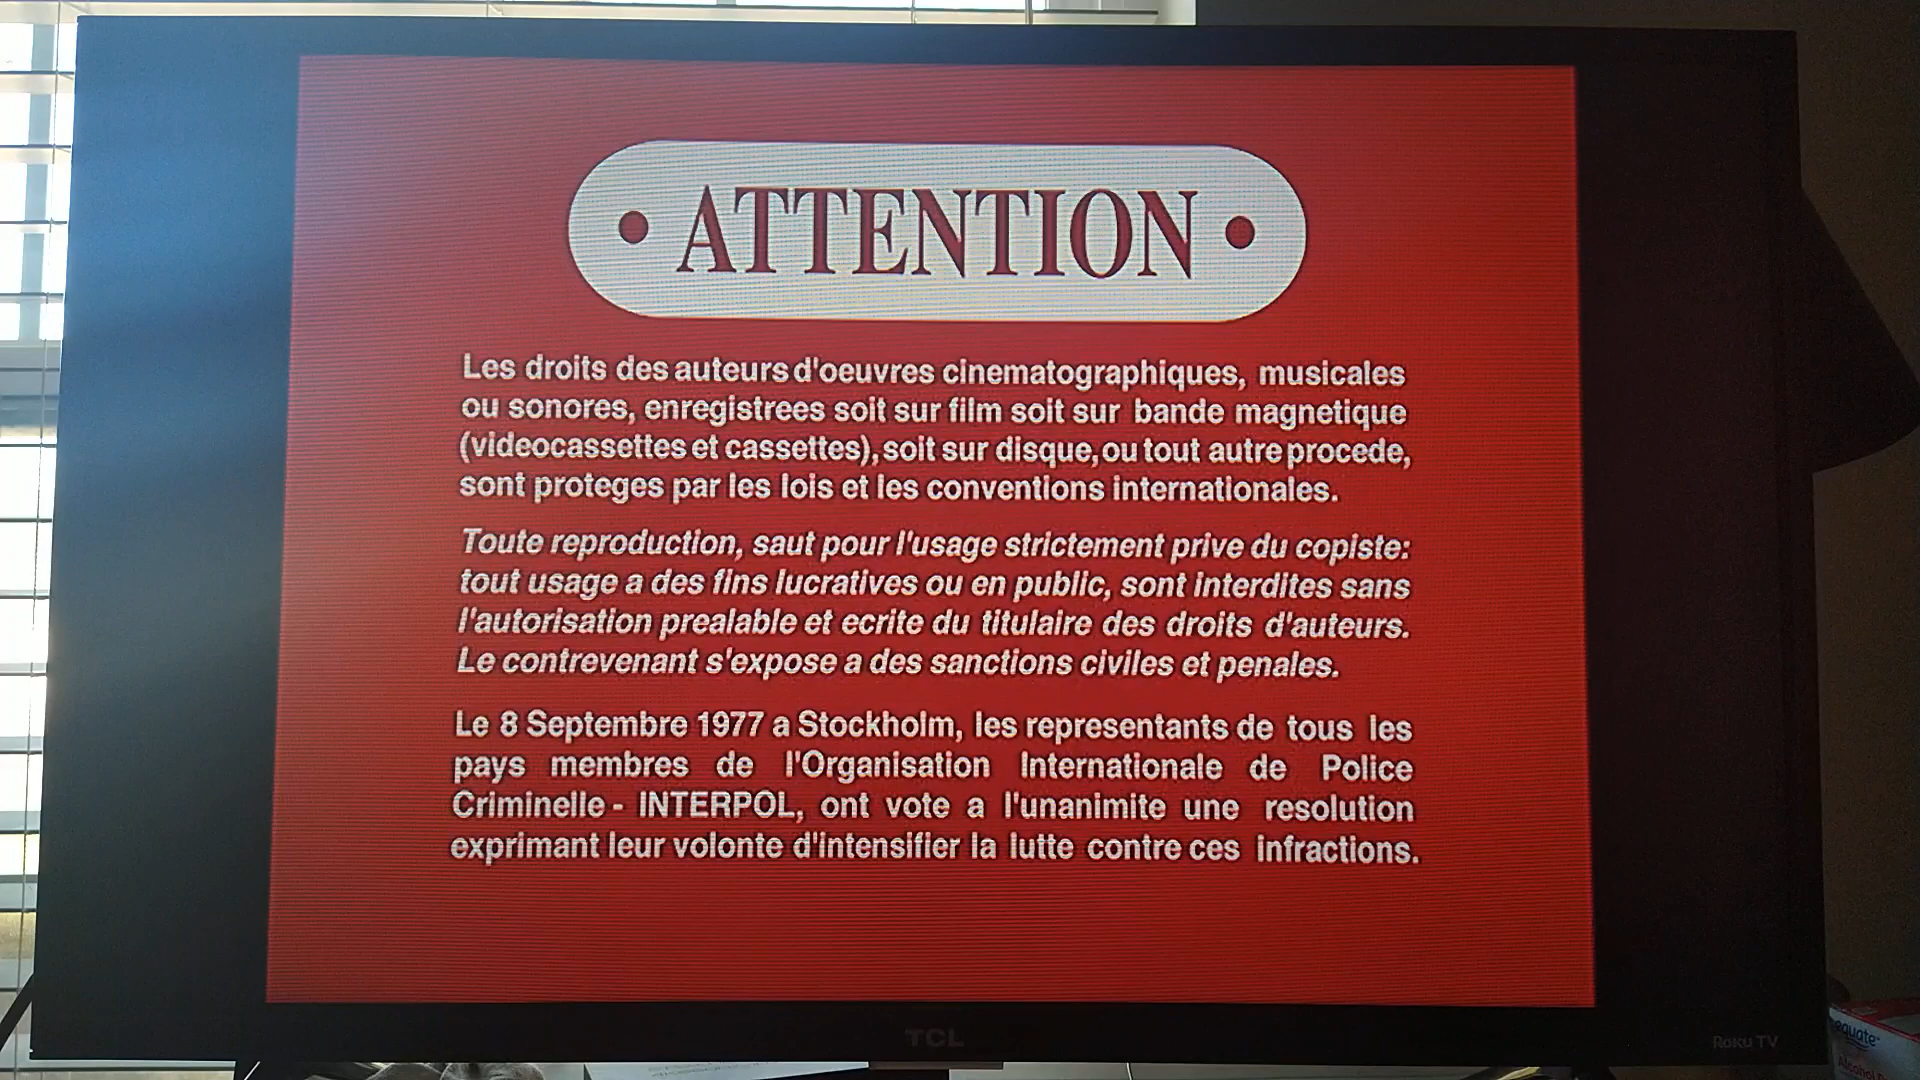 • ATTENTION •
Les droits des auteurs d'oeuvres cinematographiques, musicales
ou sonores, enregistrees soit sur film soit sur bande magnetique
(videocassettes et cassettes), soit sur disque, ou tout autre procede,
sont proteges par les lois et les conventions internationales.
Toute reproduction, saut pour l'usage strictement prive du copiste:
tout usage a des fins lucratives ou en public, sont interdites sans
l'autorisation prealable et ecrite du titulaire des droits d'auteurs.
Le contrevenant s'expose a des sanctions civiles et penales.
Le 8 Septembre 1977 a Stockholm, les representants de tous les
pays membres de l'Organisation Internationale de Police
Criminelle - INTERPOL, ont vote a l'unanimite une resolution
exprimant leur volonte d'intensifier la lutte contre ces infractions.
TCL
Roku TV
equate
Alcohol